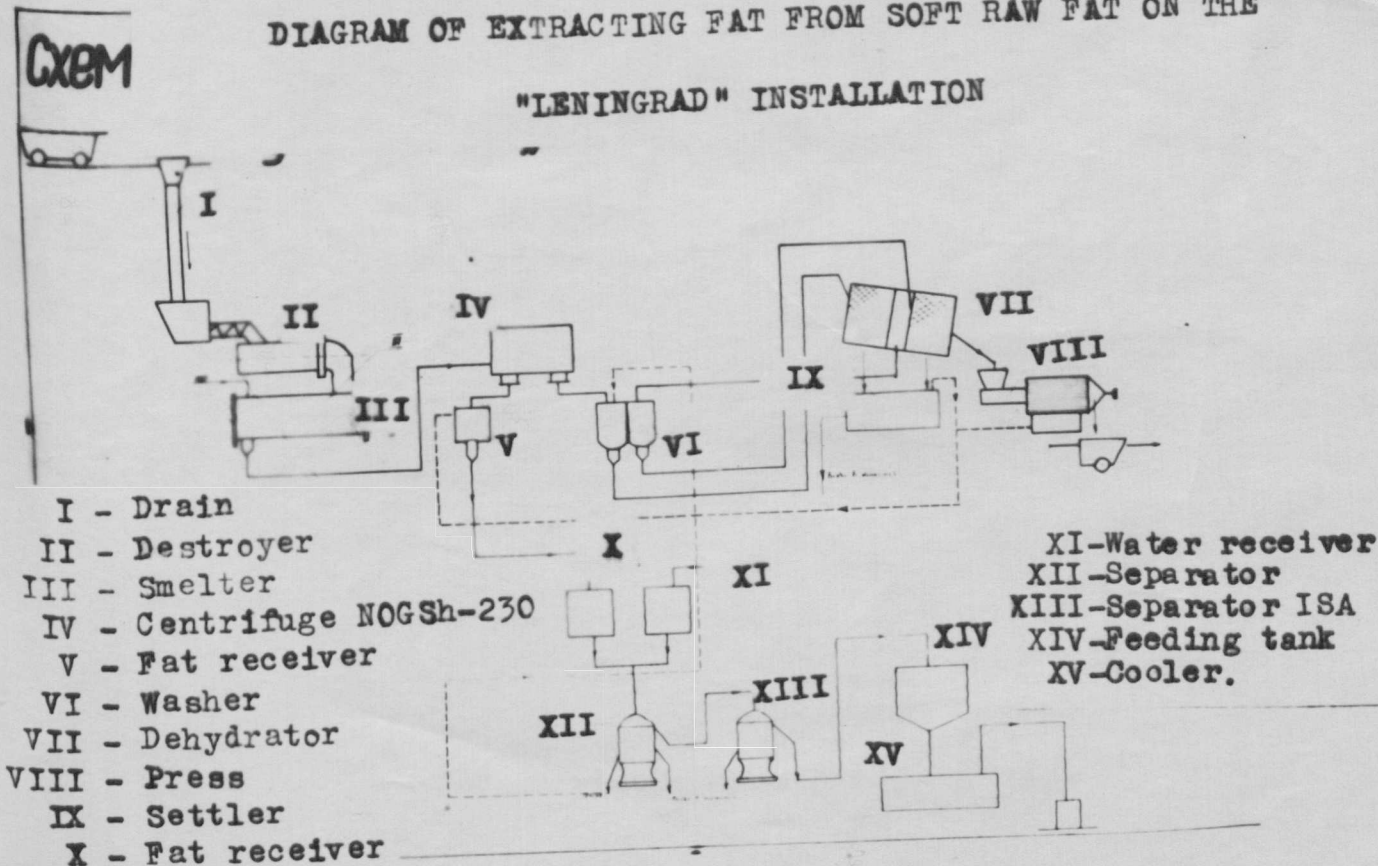 DIAGRAM OF EXTRACTING FAT FROM SOFT RAW FAT ON THE
Схем
"LENINGRAD" INSTALLATION
I
II
III
IV
V
VI
VII
VIII
IX
X
XI
XII
XIII
XIV
XV
I - Drain
II - Destroyer
III - Smelter
IV - Centrifuge NOGSh-230
V - Fat receiver
VI - Washer
VII - Dehydrator
VIII - Press
IX - Settler
X - Fat receiver
XI-Water receiver
XII-Separator
XIII-Separator ISA
XIV-Feeding tank
XV-Cooler.